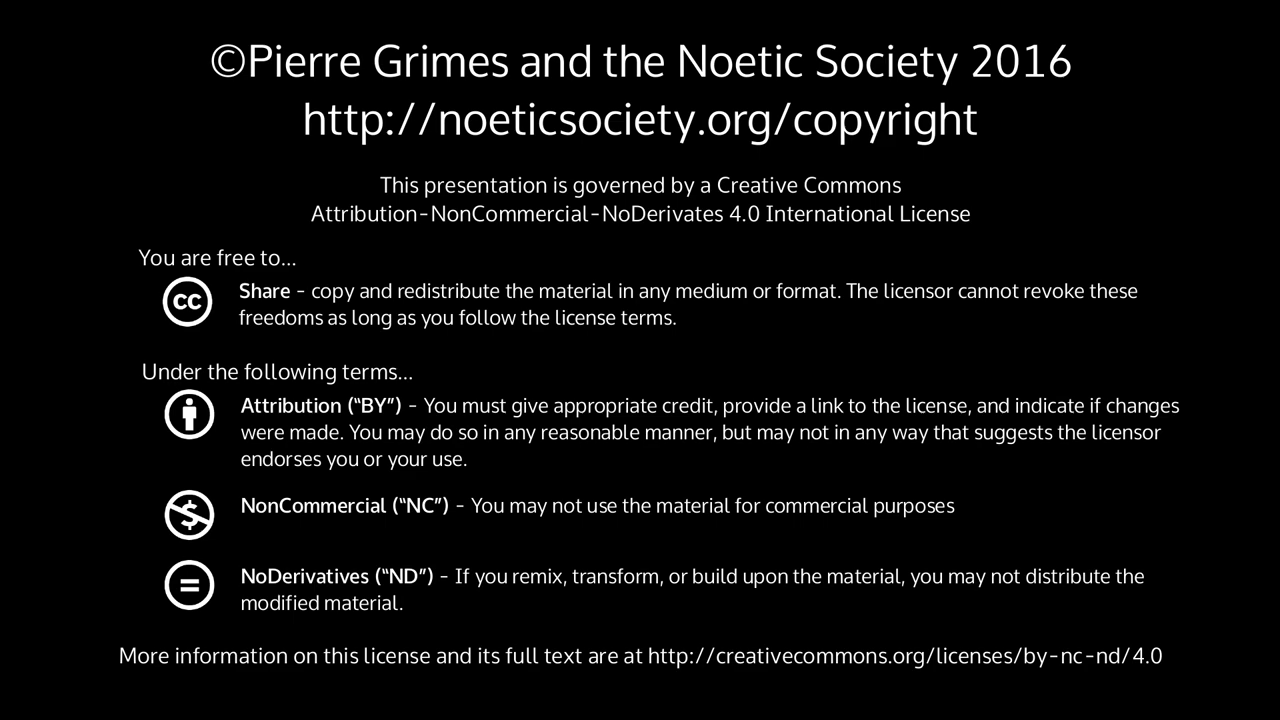 ©Pierre Grimes and the Noetic Society 2016
http://noeticsociety.org/copyright
This presentation is governed by a Creative Commons
Attribution-NonCommercial-NoDerivates 4.0 International License
You are free to...
cc
Share - copy and redistribute the material in any medium or format. The licensor cannot revoke these
freedoms as long as you follow the license terms.
Under the following terms...
Attribution (“BY”) - You must give appropriate credit, provide a link to the license, and indicate if changes
were made. You may do so in any reasonable manner, but may not in any way that suggests the licensor
endorses you or your use.
$
NonCommercial (“NC”) - You may not use the material for commercial purposes
=
NoDerivatives (“ND”) - If you remix, transform, or build upon the material, you may not distribute the
modified material.
More information on this license and its full text are at http://creativecommons.org/licenses/by-nc-nd/4.0